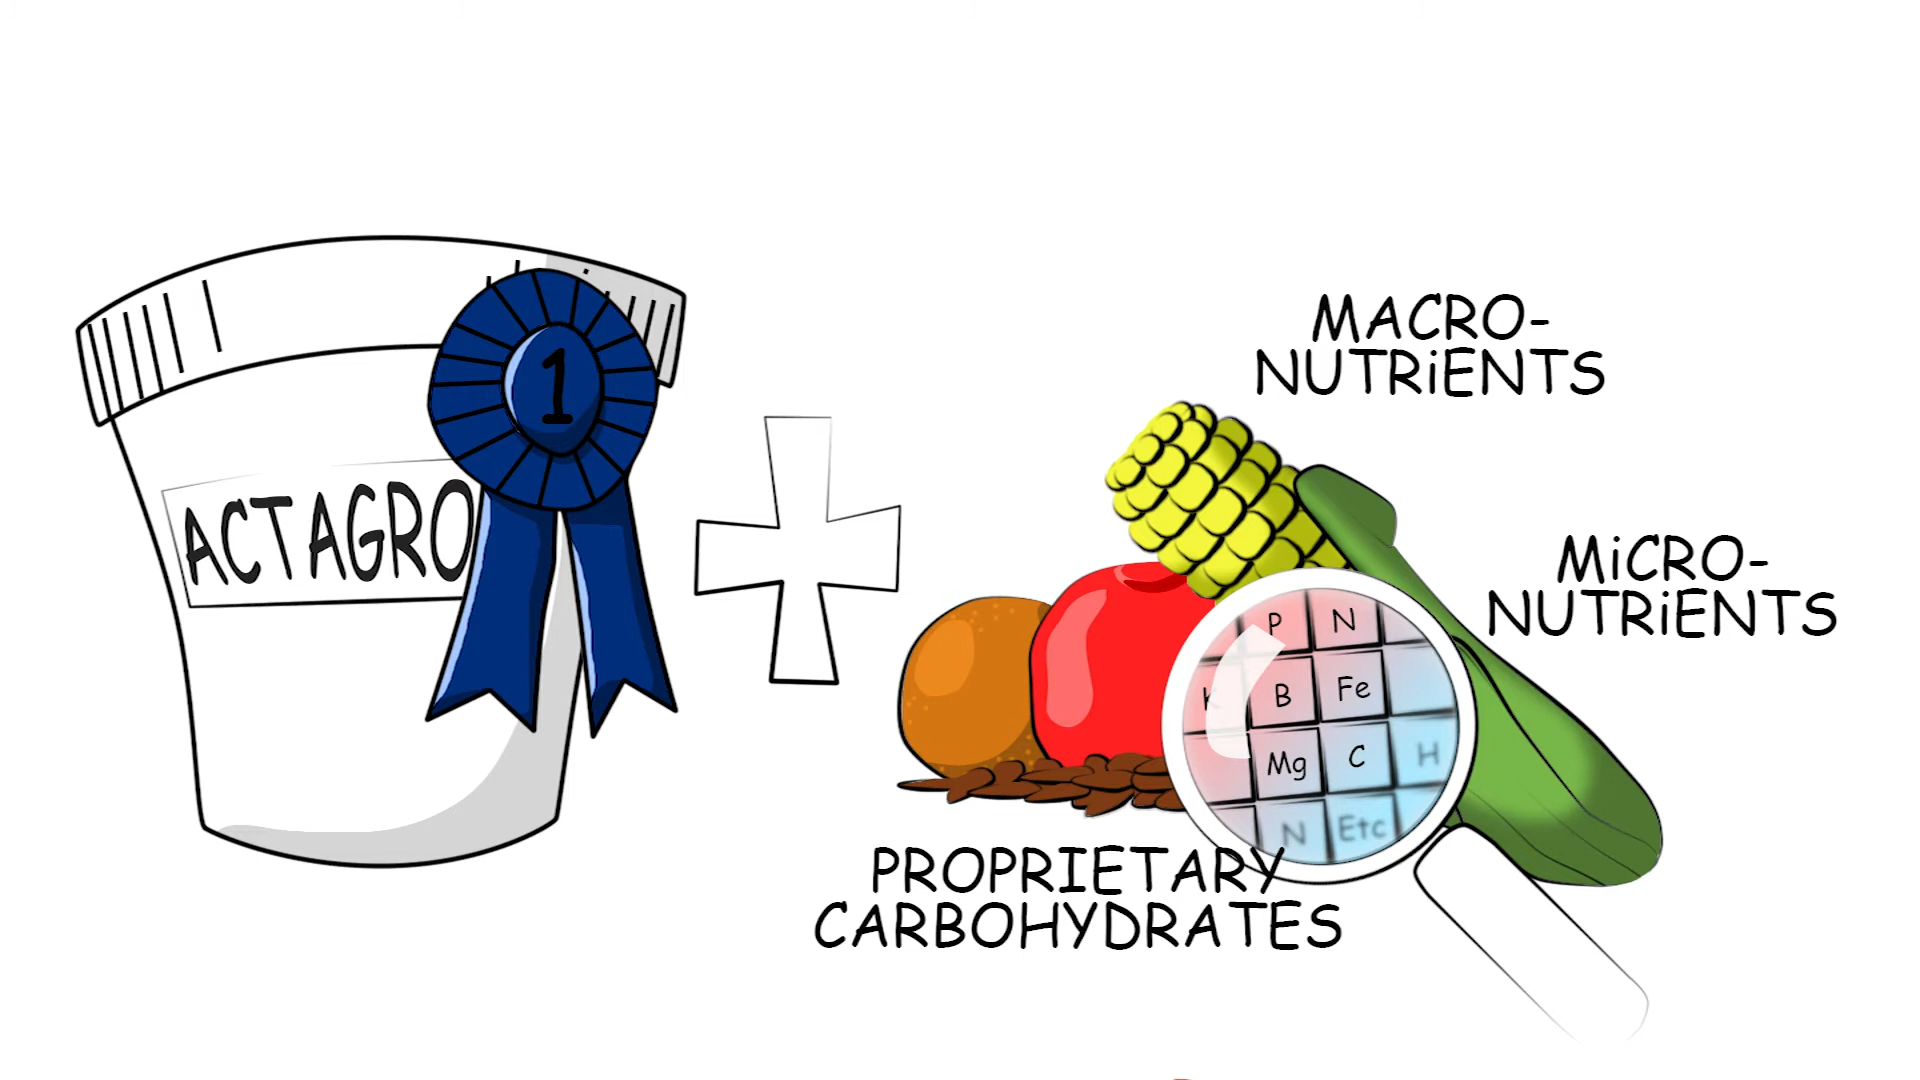 ACTAGRO
1
MACRO-
NUTRiENTS
MiCRO-
NUTRiENTS
P N
K B Fe
Mg C H
N Etc
PROPRIETARY
CARBOHYDRATES